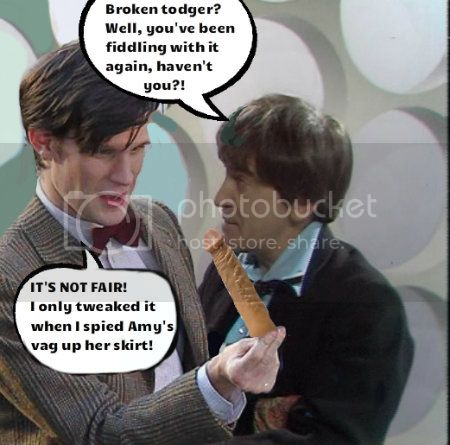 Broken todger?
Well, you've been
fiddling with it
again, haven't
you?!
photobucket
host. store. share.
IT'S NOT FAIR!
I only tweaked it
when I spied Amy's
vag up her skirt!